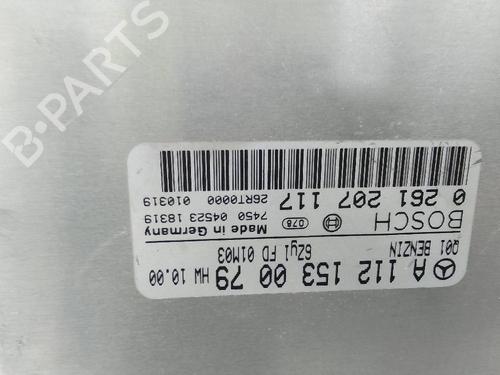 B-PARTS
A 112 153 00 79 HW 10.00
Q01 BENZIN 6Zyl FD 01M03
BOSCH 078 Made in Germany
7450 04523 18319
0 261 207 117 26RT0000 010319